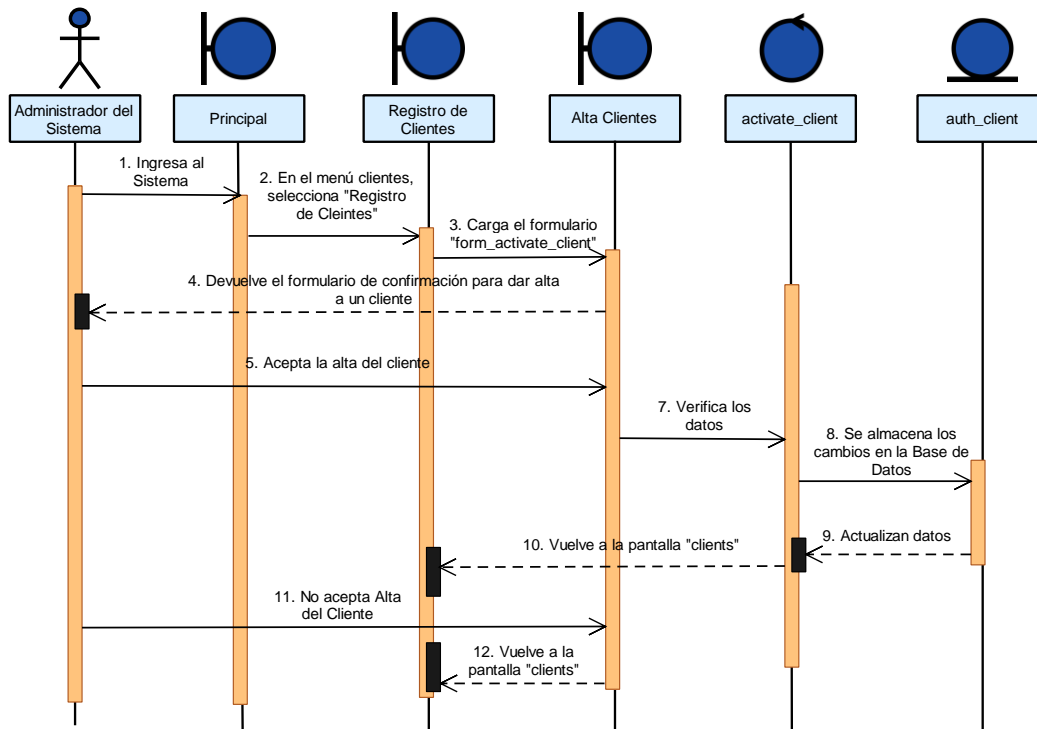 Administrador del
Sistema
Principal
Registro de
Clientes
Alta Clientes
activate_client
auth_client
1. Ingresa al
Sistema
2. En el menú clientes,
selecciona "Registro
de Cleintes"
3. Carga el formulario
"form_activate_client"
4. Devuelve el formulario de confirmación para dar alta
a un cliente
5. Acepta la alta del cliente
7. Verifica los
datos
8. Se almacena los
cambios en la Base de
Datos
9. Actualizan datos
10. Vuelve a la pantalla "clients"
11. No acepta Alta
del Cliente
12. Vuelve a la
pantalla "clients"